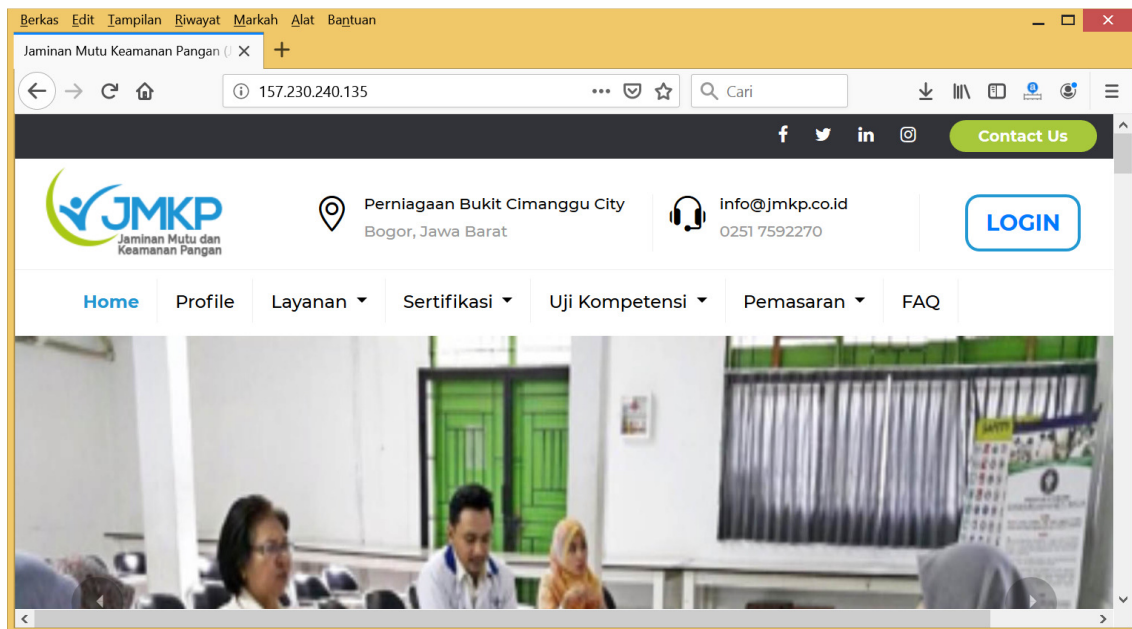 Berkas Edit Tampilan Riwayat Markah Alat Bantuan
Jaminan Mutu Keamanan Pangan (J
157.230.240.135
Cari
Contact Us
JMKP
Jaminan Mutu dan
Keamanan Pangan
Perniagaan Bukit Cimanggu City
Bogor, Jawa Barat
info@jmkp.co.id
0251 7592270
LOGIN
Home Profile Layanan Sertifikasi Uji Kompetensi Pemasaran FAQ